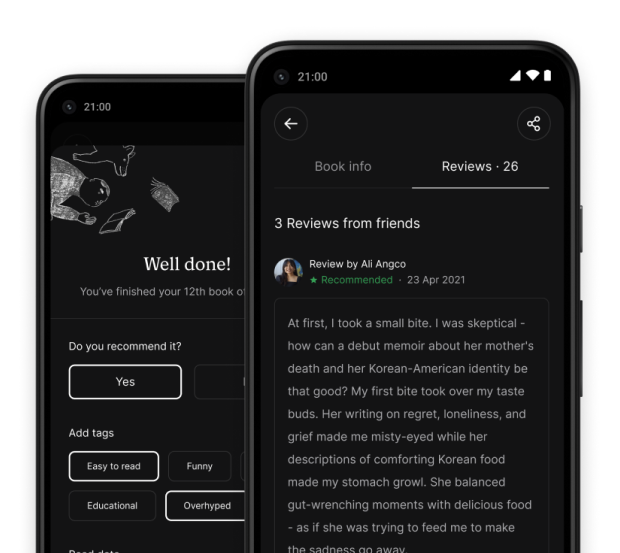 21:00
Well done!
You've finished your 12th book of
Do you recommend it?
Yes
Add tags
Easy to read
Funny
Educational
Overhyped
Read date
21:00
Book info
Reviews · 26
3 Reviews from friends
Review by Ali Angco
★ Recommended · 23 Apr 2021
At first, I took a small bite. I was skeptical -
how can a debut memoir about her mother's
death and her Korean-American identity be
that good? My first bite took over my taste
buds. Her writing on regret, loneliness, and
grief made me misty-eyed while her
descriptions of comforting Korean food
made my stomach growl. She balanced
gut-wrenching moments with delicious food
- as if she was trying to feed me to make
the sadness go away.